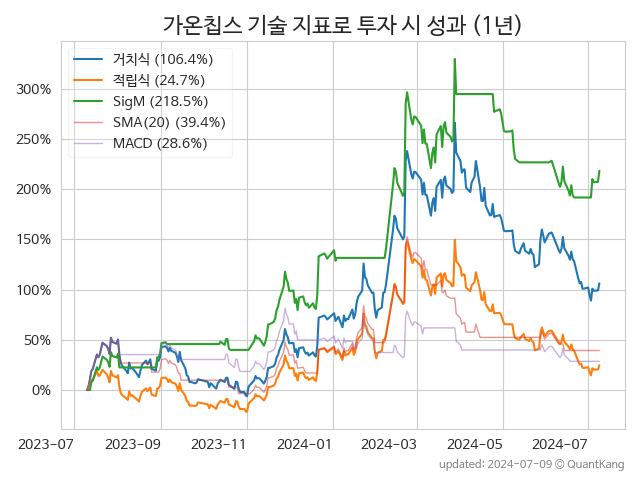 가온칩스 기술 지표로 투자 시 성과 (1년)
거치식 (106.4%)
적립식 (24.7%)
SigM (218.5%)
SMA(20) (39.4%)
MACD (28.6%)
300%
250%
200%
150%
100%
50%
0%
2023-07 2023-09 2023-11 2024-01 2024-03 2024-05 2024-07
updated: 2024-07-09 © QuantKang